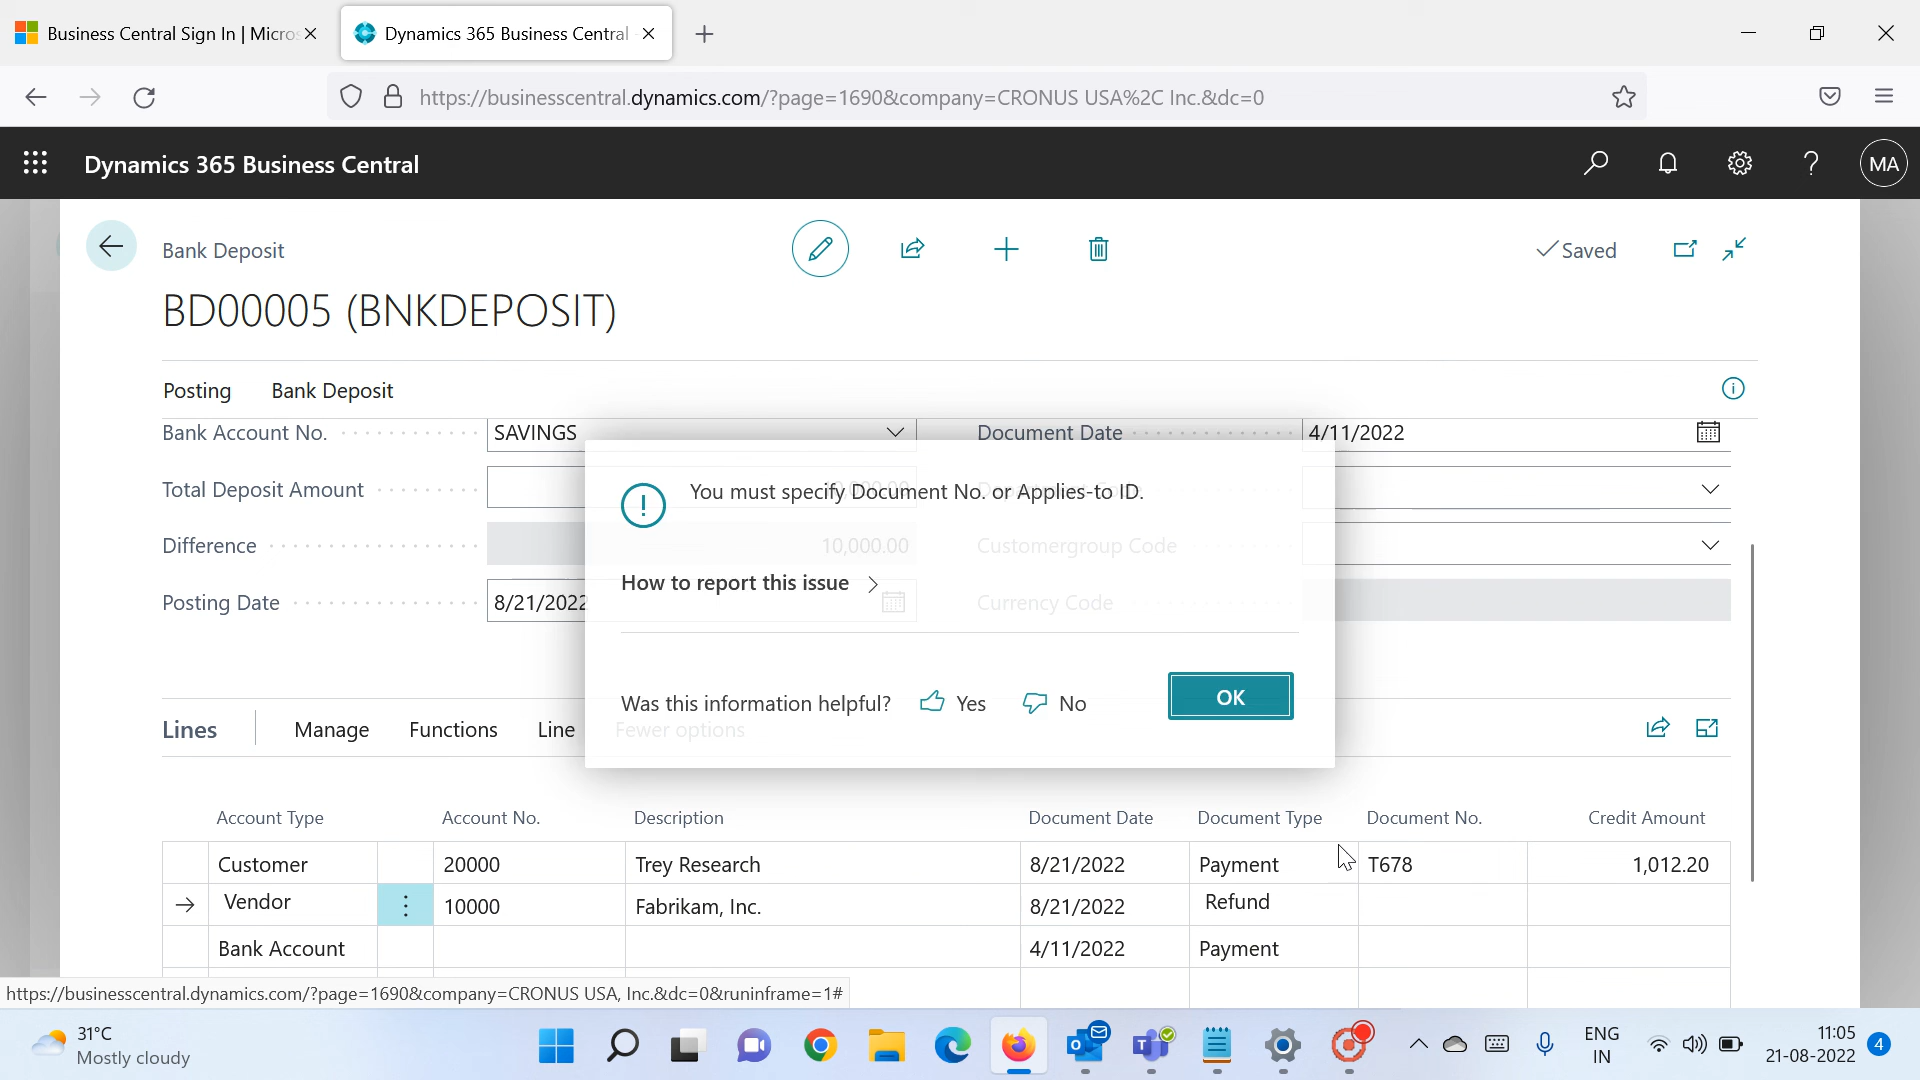 Business Central Sign In | Micros
Dynamics 365 Business Central
https://businesscentral.dynamics.com/?page=1690&company=CRONUS USA%2C Inc.&dc=0
Dynamics 365 Business Central
MA
Bank Deposit
Saved
BD00005 (BNKDEPOSIT)
Posting Bank Deposit
Bank Account No. SAVINGS Document Date 4/11/2022
Total Deposit Amount
You must specify Document No. or Applies-to ID.
Difference 10,000.00 Customergroup Code
How to report this issue
Posting Date 8/21/2022 Currency Code
Was this information helpful? Yes No OK
Lines Manage Functions Line Fewer options
Account Type Account No. Description Document Date Document Type Document No. Credit Amount
Customer 20000 Trey Research 8/21/2022 Payment T678 1,012.20
Vendor 10000 Fabrikam, Inc. 8/21/2022 Refund
Bank Account 4/11/2022 Payment
https://businesscentral.dynamics.com/?page=1690&company=CRONUS USA, Inc.&dc=0&runinframe=1#
31°C
Mostly cloudy
ENG
IN
11:05
21-08-2022
4